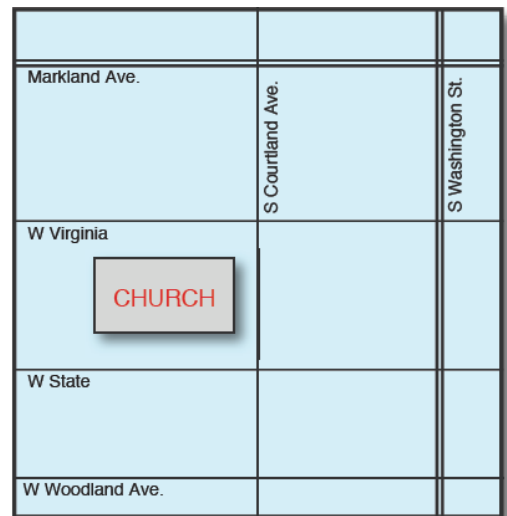 Markland Ave.
S Courtland Ave.
S Washington St.
W Virginia
CHURCH
W State
W Woodland Ave.